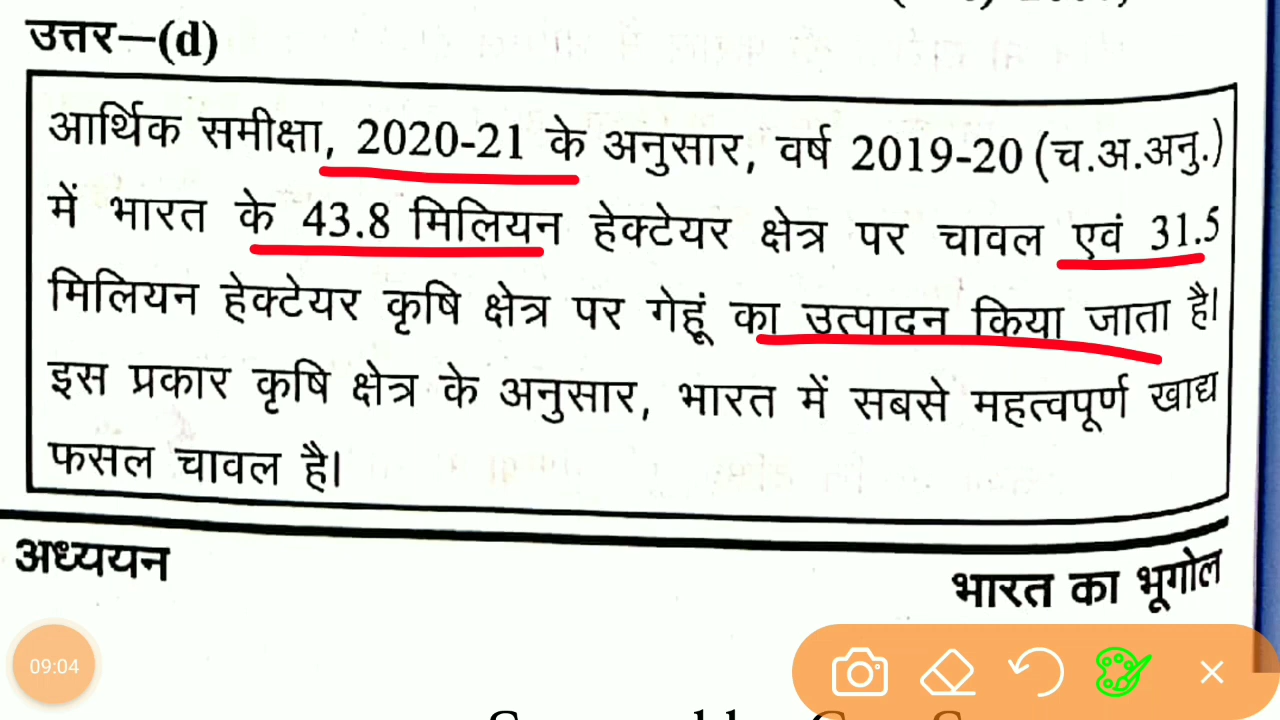 उत्तर–(d)
आर्थिक समीक्षा, 2020-21 के अनुसार, वर्ष 2019-20 (च.अ.अनु.)
में भारत के 43.8 मिलियन हेक्टेयर क्षेत्र पर चावल एवं 31.5
मिलियन हेक्टेयर कृषि क्षेत्र पर गेहूं का उत्पादन किया जाता है।
इस प्रकार कृषि क्षेत्र के अनुसार, भारत में सबसे महत्वपूर्ण खाद्य
फसल चावल है।
अध्ययन
भारत का भूगोल
09:04